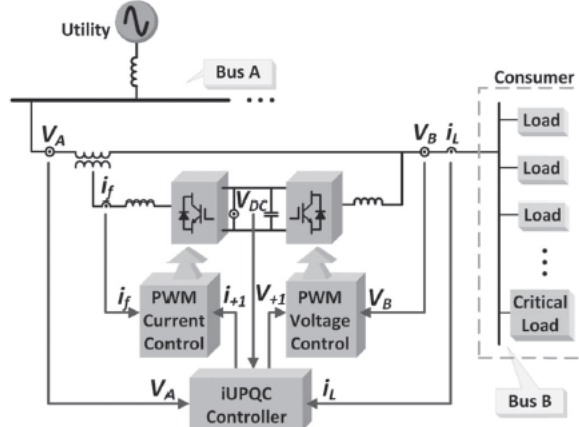 Utility
Bus A
...
Consumer
V_A
V_B
i_L
Load
Load
Load
i_f
V_DC
i_f
PWM
Current
Control
i_+1
V_+1
PWM
Voltage
Control
V_B
Critical
Load
V_A
iUPQC
Controller
i_L
Bus B